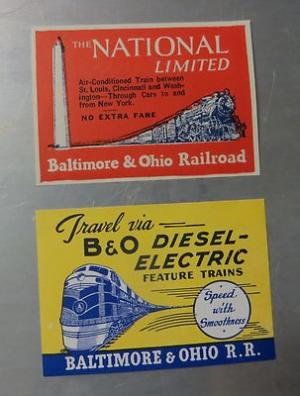 THE NATIONAL
LIMITED
Air-Conditioned Train between
St. Louis, Cincinnati and Wash-
ington—Through Cars to and
from New York.
NO EXTRA FARE
Baltimore & Ohio Railroad
Travel via—
B&O DIESEL-
ELECTRIC
FEATURE TRAINS
Speed
with
Smoothness
BALTIMORE & OHIO R.R.